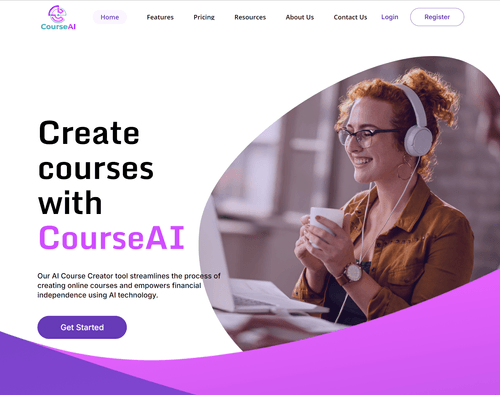 CourseAI
Home Features Pricing Resources About Us Contact Us Login Register
Create
courses
with
CourseAI
Our AI Course Creator tool streamlines the process of
creating online courses and empowers financial
independence using AI technology.
Get Started